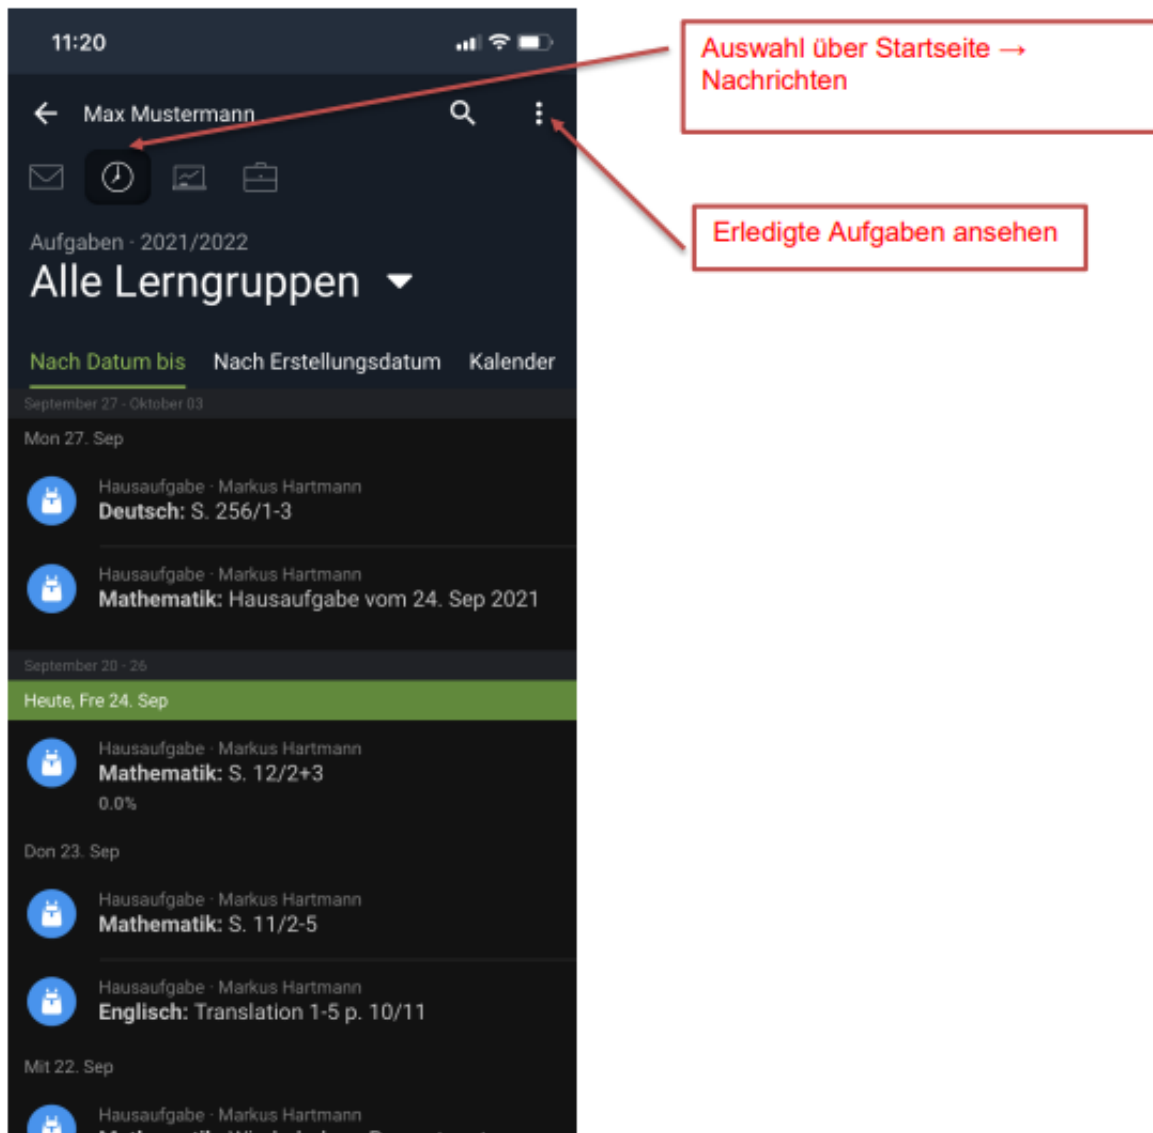 11:20
Auswahl über Startseite →
Nachrichten
Max Mustermann
Erledigte Aufgaben ansehen
Aufgaben · 2021/2022
Alle Lerngruppen
Nach Datum bis Nach Erstellungsdatum Kalender
September 27 - Oktober 03
Mon 27. Sep
Hausaufgabe · Markus Hartmann
Deutsch: S. 256/1-3
Hausaufgabe · Markus Hartmann
Mathematik: Hausaufgabe vom 24. Sep 2021
September 20 - 26
Heute, Fre 24. Sep
Hausaufgabe · Markus Hartmann
Mathematik: S. 12/2+3
0.0%
Don 23. Sep
Hausaufgabe · Markus Hartmann
Mathematik: S. 11/2-5
Hausaufgabe · Markus Hartmann
Englisch: Translation 1-5 p. 10/11
Mit 22. Sep
Hausaufgabe · Markus Hartmann